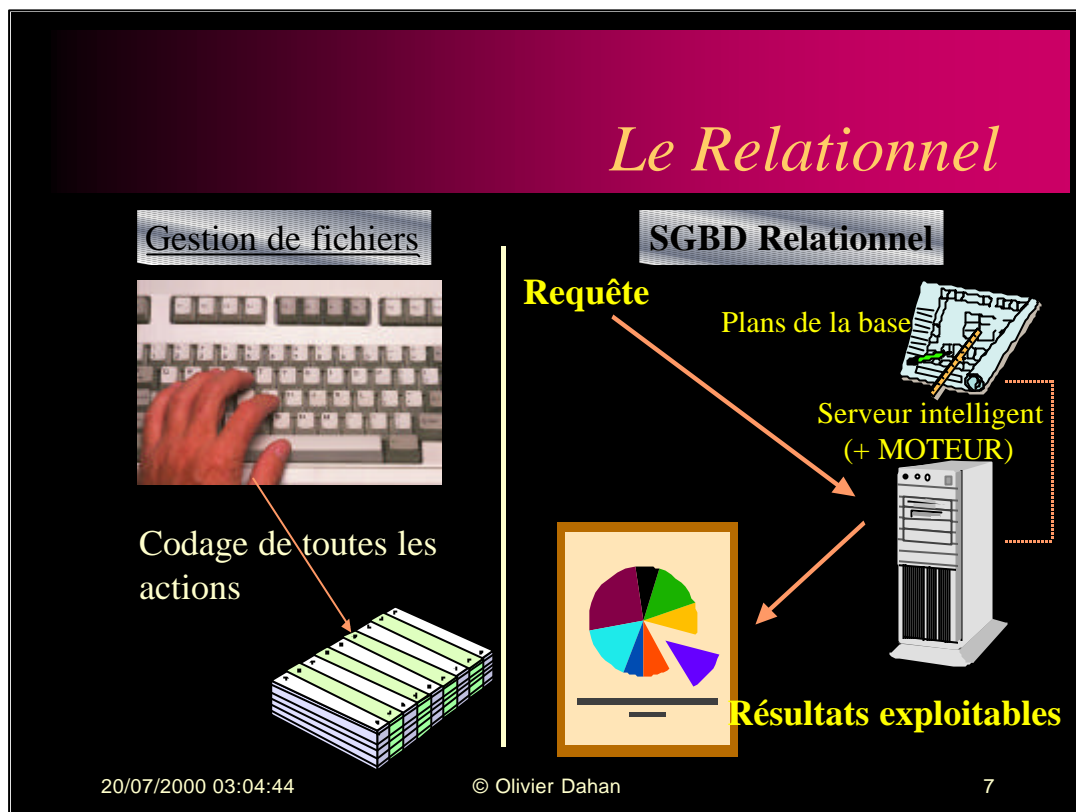 Le Relationnel
Gestion de fichiers
Codage de toutes les
actions
SGBD Relationnel
Requête
Plans de la base
Serveur intelligent
(+ MOTEUR)
Résultats exploitables
20/07/2000 03:04:44
© Olivier Dahan
7